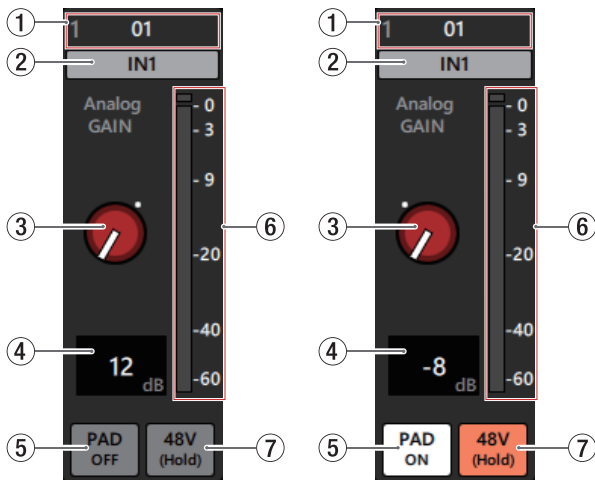 1 1 01
2 IN1
Analog
GAIN
0
- 3
- 9
3
6
-20
-40
4
12
dB
-60
5
PAD
OFF
48V
(Hold)
7
1 1 01
2 IN1
Analog
GAIN
0
- 3
- 9
3
6
-20
-40
4
-8
dB
-60
5
PAD
ON
48V
(Hold)
7